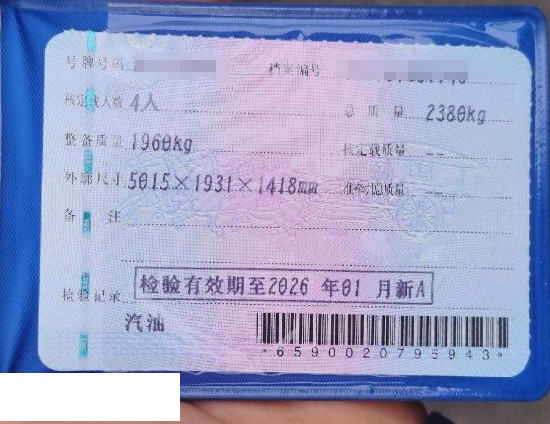 号牌号码 档案编号
核定载人数 4人 总质量 2380kg
整备质量 1960kg 核定载质量 --
外廓尺寸 5015×1931×1418mm 准牵引总质量 --
备注
检验记录 检验有效期至2026 年01 月新A
汽油
*6590020795943*